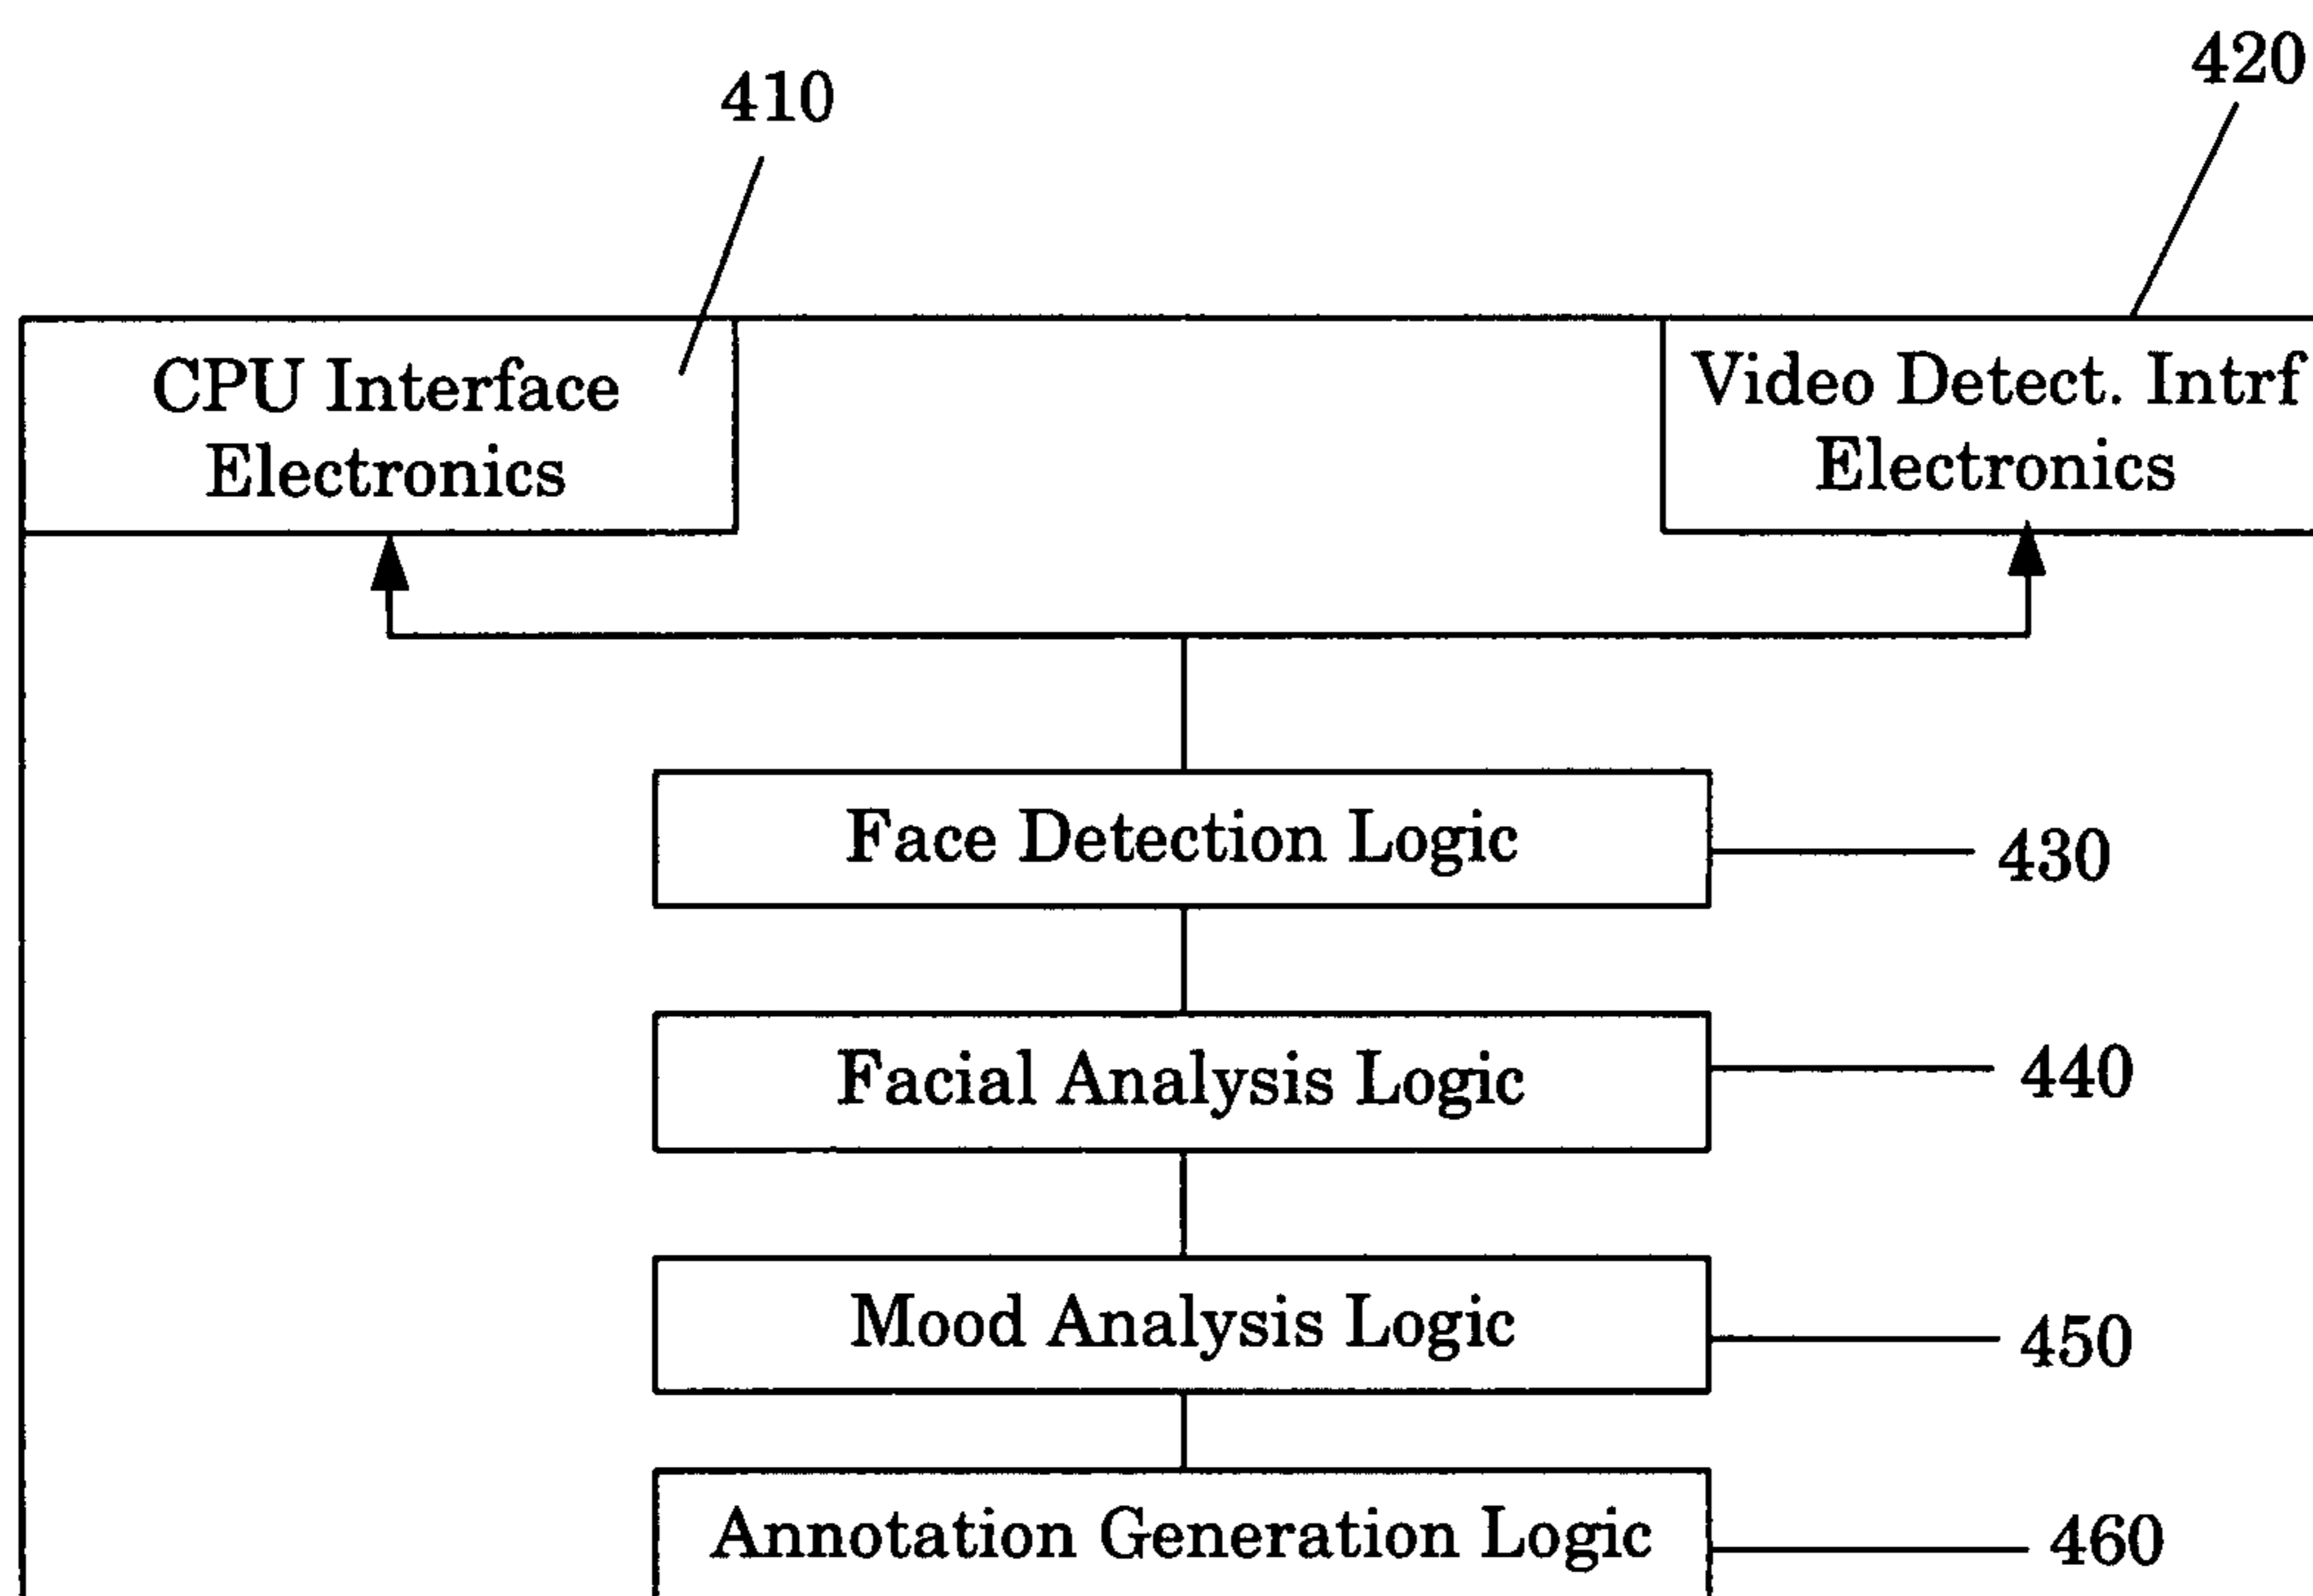 410
420
CPU Interface
Electronics
Video Detect. Intrf
Electronics
Face Detection Logic
430
Facial Analysis Logic
440
Mood Analysis Logic
450
Annotation Generation Logic
460